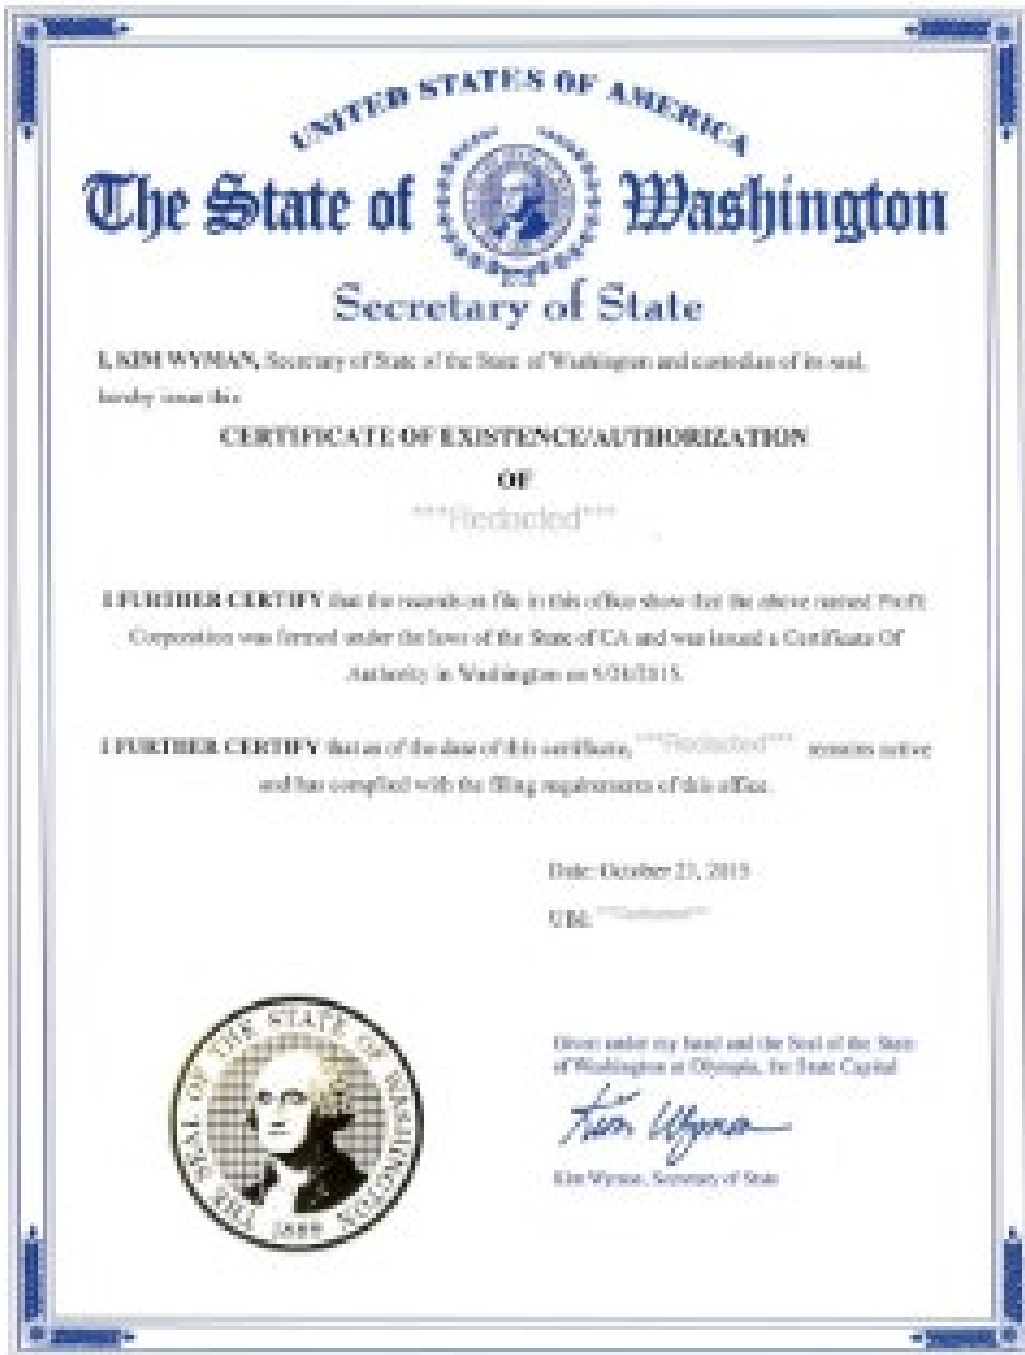 UNITED STATES OF AMERICA
The State of Washington
Secretary of State
I, KIM WYMAN, Secretary of State of the State of Washington and custodian of its seal,
hereby issue this
CERTIFICATE OF EXISTENCE/AUTHORIZATION
OF
***Redacted***
I FURTHER CERTIFY that the records on file in this office show that the above named Profit
Corporation was formed under the laws of the State of CA and was issued a Certificate Of
Authority in Washington on
I FURTHER CERTIFY that as of the date of this certificate, ***Redacted*** remains active
and has complied with the filing requirements of this office.
Date: October 2015
UBI: **Redacted**
THE SEAL OF THE STATE OF WASHINGTON
1889
Given under my hand and the Seal of the State
of Washington at Olympia, the State Capital
Kim Wyman
Kim Wyman, Secretary of State